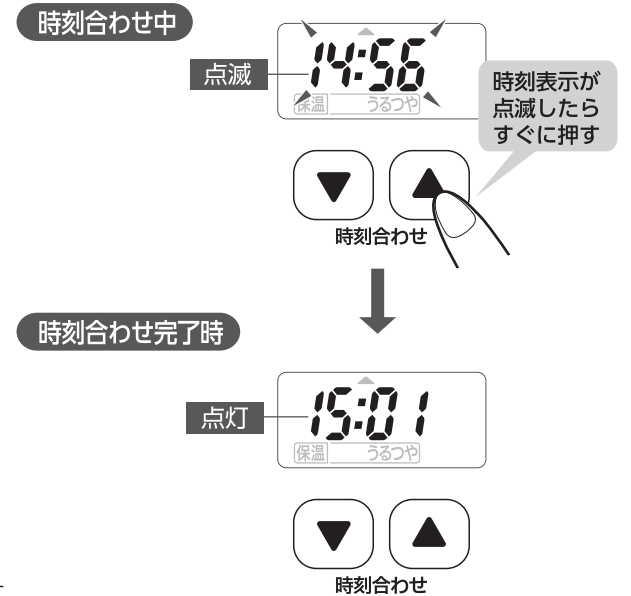 時刻合わせ中
14:56
点滅
保温 うるつや
時刻表示が
点滅したら
すぐに押す
▼ ▲
時刻合わせ
時刻合わせ完了時
15:01
点灯
保温 うるつや
▼ ▲
時刻合わせ